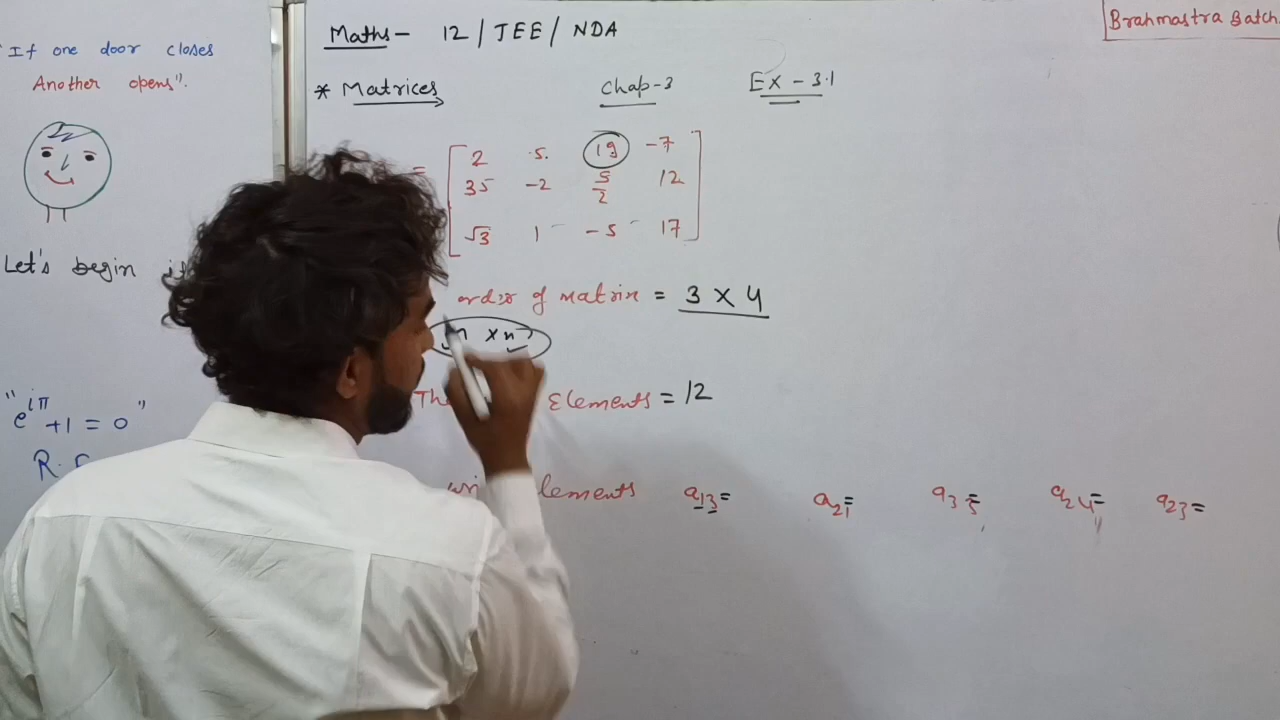 "If one door closes
Another opens".
Let's begin
"e^iπ +1 = 0"
R.
Maths - 12 / JEE / NDA
Brahmastra Batch
* Matrices Chap-3 Ex - 3.1
= [ 2 5. 19 -7
35 -2 5/2 12
√3 1 -5 17 ]
order of matrix = 3 X 4
m x n
Elements = 12
a13= a21= a35= a24= a23=